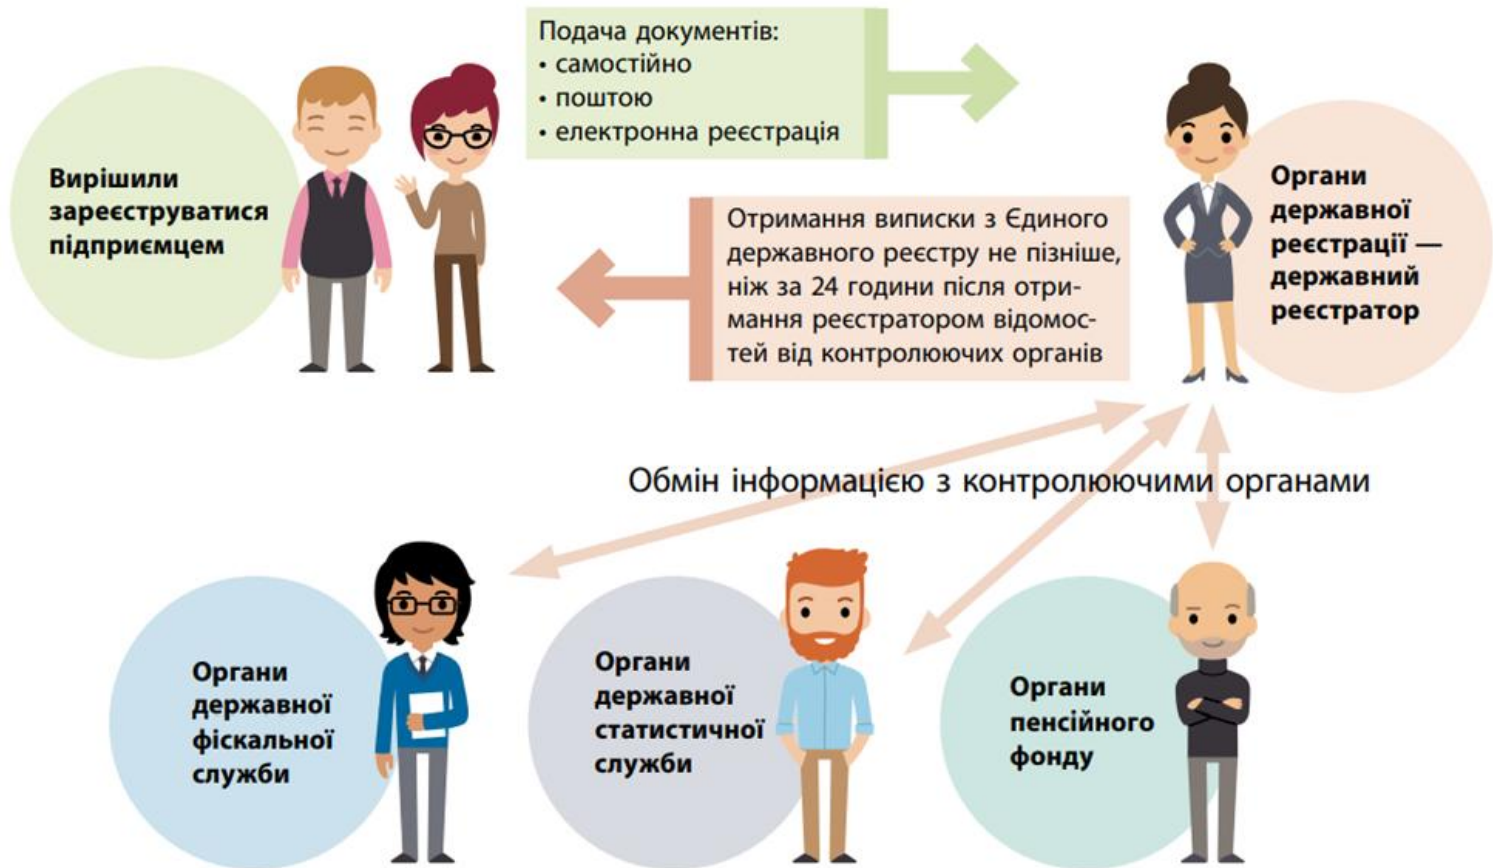 Подача документів:
• самостійно
• поштою
• електронна реєстрація
Вирішили
зареєструватися
підприємцем
Отримання виписки з Єдиного
державного реєстру не пізніше,
ніж за 24 години після отри-
мання реєстратором відомос-
тей від контролюючих органів
Органи
державної
реєстрації —
державний
реєстратор
Обмін інформацією з контролюючими органами
Органи
державної
фіскальної
служби
Органи
державної
статистичної
служби
Органи
пенсійного
фонду